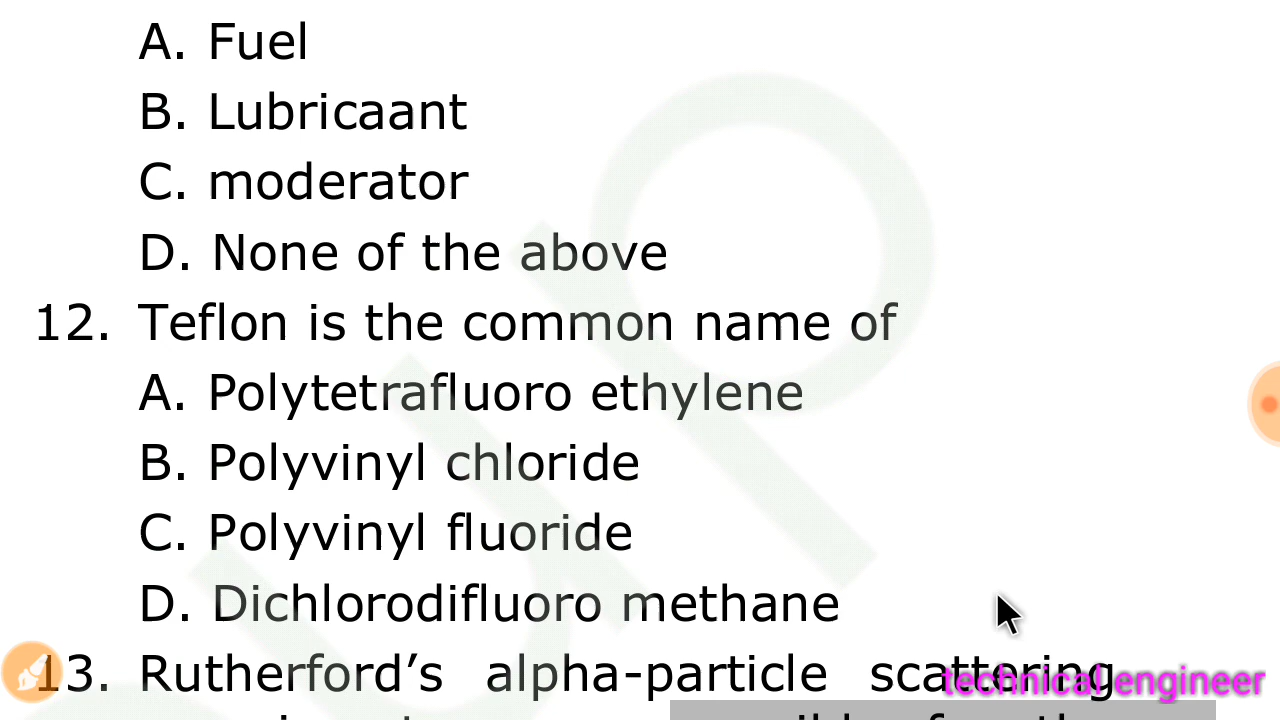 A. Fuel
B. Lubricaant
C. moderator
D. None of the above
12. Teflon is the common name of
A. Polytetrafluoro ethylene
B. Polyvinyl chloride
C. Polyvinyl fluoride
D. Dichlorodifluoro methane
13. Rutherford’s alpha-particle scattering
technical engineer